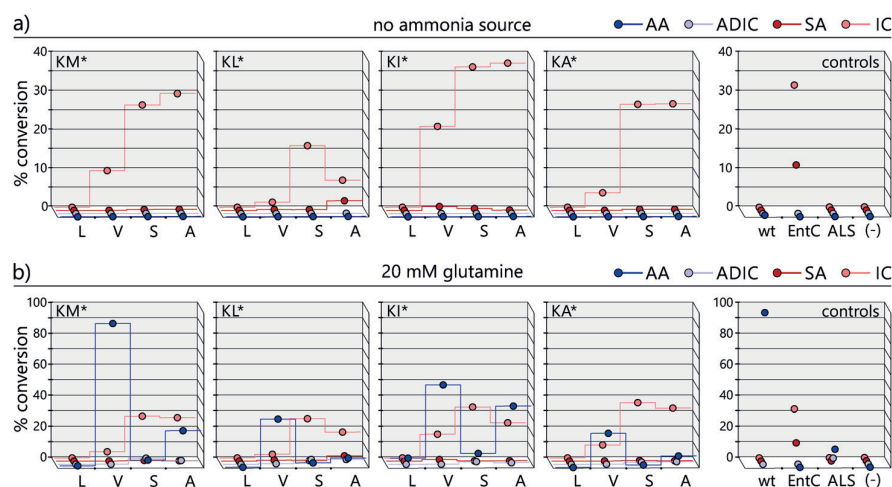 a) no ammonia source AA ADIC SA IC
KM* KL* KI* KA* controls
% conversion
40
30
20
10
0
L V S A L V S A L V S A L V S A wt EntC ALS (-)
b) 20 mM glutamine AA ADIC SA IC
KM* KL* KI* KA* controls
% conversion
100
80
60
40
20
0
L V S A L V S A L V S A L V S A wt EntC ALS (-)